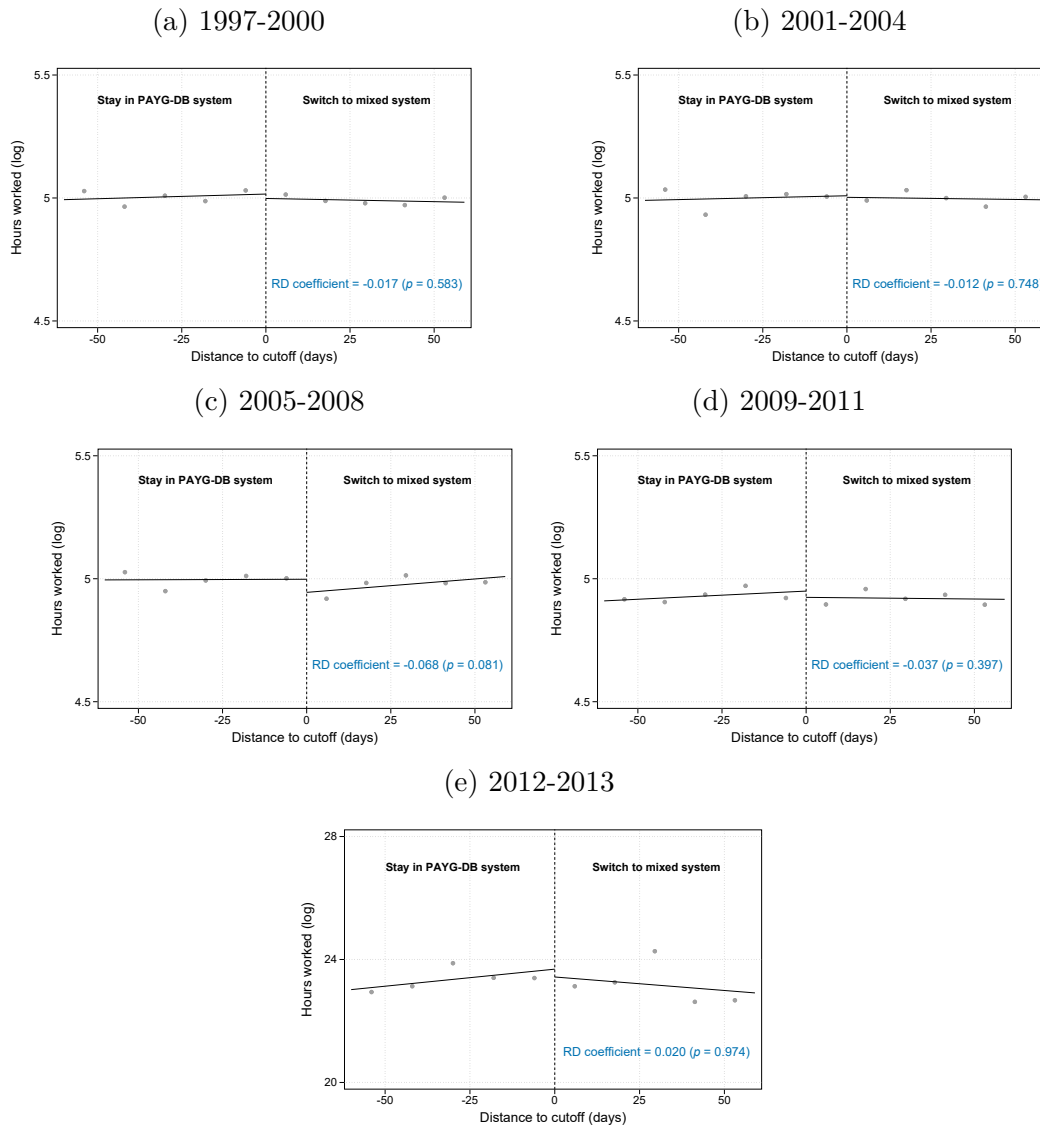 (a) 1997-2000
5.5
Stay in PAYG-DB system
Switch to mixed system
5
Hours worked (log)
RD coefficient = -0.017 (p = 0.583)
4.5
-50
-25
0
25
50
Distance to cutoff (days)
(b) 2001-2004
5.5
Stay in PAYG-DB system
Switch to mixed system
5
Hours worked (log)
RD coefficient = -0.012 (p = 0.748)
4.5
-50
-25
0
25
50
Distance to cutoff (days)
(c) 2005-2008
5.5
Stay in PAYG-DB system
Switch to mixed system
5
Hours worked (log)
RD coefficient = -0.068 (p = 0.081)
4.5
-50
-25
0
25
50
Distance to cutoff (days)
(d) 2009-2011
5.5
Stay in PAYG-DB system
Switch to mixed system
5
Hours worked (log)
RD coefficient = -0.037 (p = 0.397)
4.5
-50
-25
0
25
50
Distance to cutoff (days)
(e) 2012-2013
28
Stay in PAYG-DB system
Switch to mixed system
24
Hours worked (log)
RD coefficient = 0.020 (p = 0.974)
20
-50
-25
0
25
50
Distance to cutoff (days)